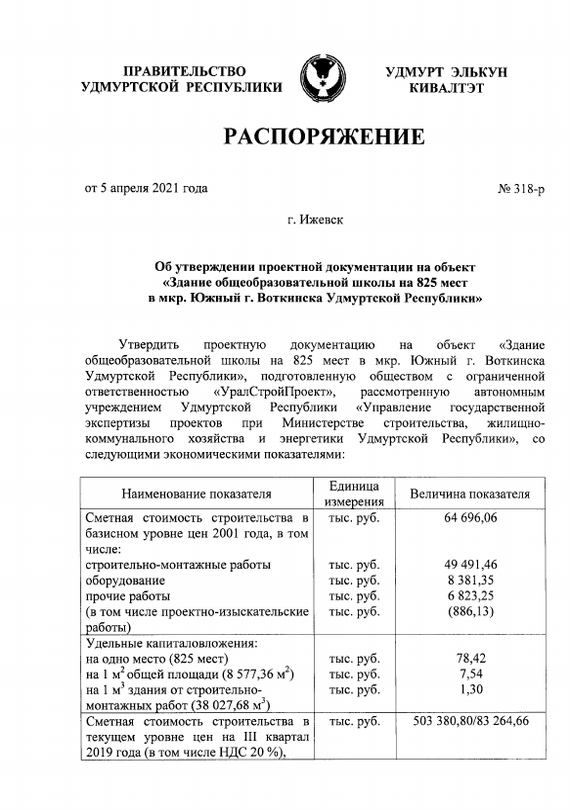 ПРАВИТЕЛЬСТВО
УДМУРТСКОЙ РЕСПУБЛИКИ
УДМУРТ ЭЛЬКУН
КИВАЛТЭТ
РАСПОРЯЖЕНИЕ
от 5 апреля 2021 года
№ 318-р
г. Ижевск
Об утверждении проектной документации на объект
«Здание общеобразовательной школы на 825 мест
в мкр. Южный г. Воткинска Удмуртской Республики»
Утвердить проектную документацию на объект «Здание
общеобразовательной школы на 825 мест в мкр. Южный г. Воткинска
Удмуртской Республики», подготовленную обществом с ограниченной
ответственностью «УралСтройПроект», рассмотренную автономным
учреждением Удмуртской Республики «Управление государственной
экспертизы проектов при Министерстве строительства, жилищно-
коммунального хозяйства и энергетики Удмуртской Республики», со
следующими экономическими показателями:
Наименование показателя
Единица
измерения
Величина показателя
Сметная стоимость строительства в тыс. руб. 64 696,06
базисном уровне цен 2001 года, в том
числе:
строительно-монтажные работы тыс. руб. 49 491,46
оборудование тыс. руб. 8 381,35
прочие работы тыс. руб. 6 823,25
(в том числе проектно-изыскательские тыс. руб. (886,13)
работы)
Удельные капиталовложения:
на одно место (825 мест) тыс. руб. 78,42
на 1 м² общей площади (8 577,36 м²) тыс. руб. 7,54
на 1 м³ здания от строительно- тыс. руб. 1,30
монтажных работ (38 027,68 м³)
Сметная стоимость строительства в тыс. руб. 503 380,80/83 264,66
текущем уровне цен на III квартал
2019 года (в том числе НДС 20 %),